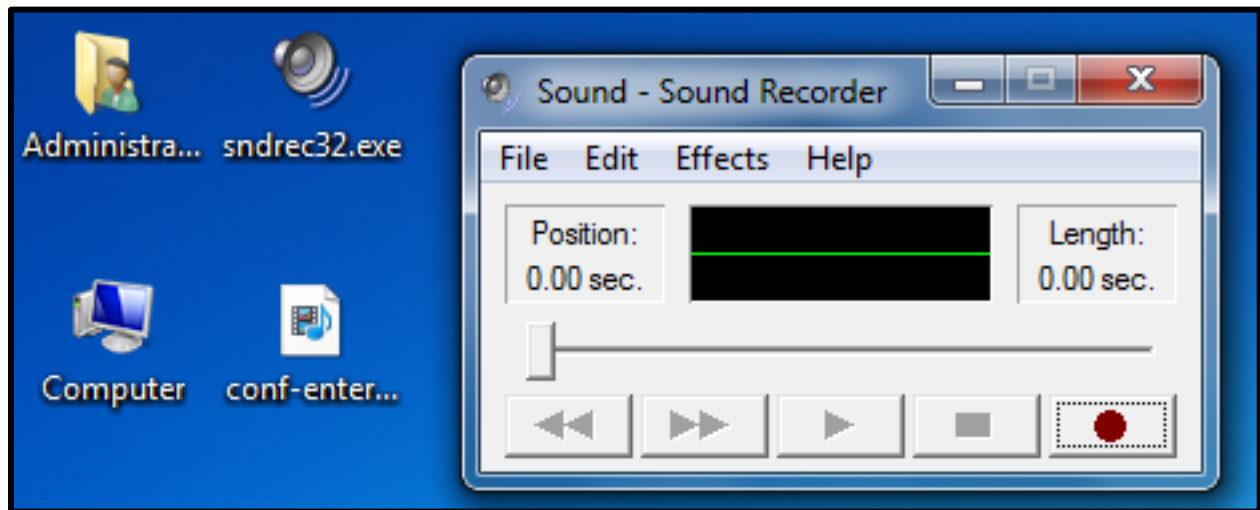 Administra...
sndrec32.exe
Computer
conf-enter...
Sound - Sound Recorder
File Edit Effects Help
Position:
0.00 sec.
Length:
0.00 sec.